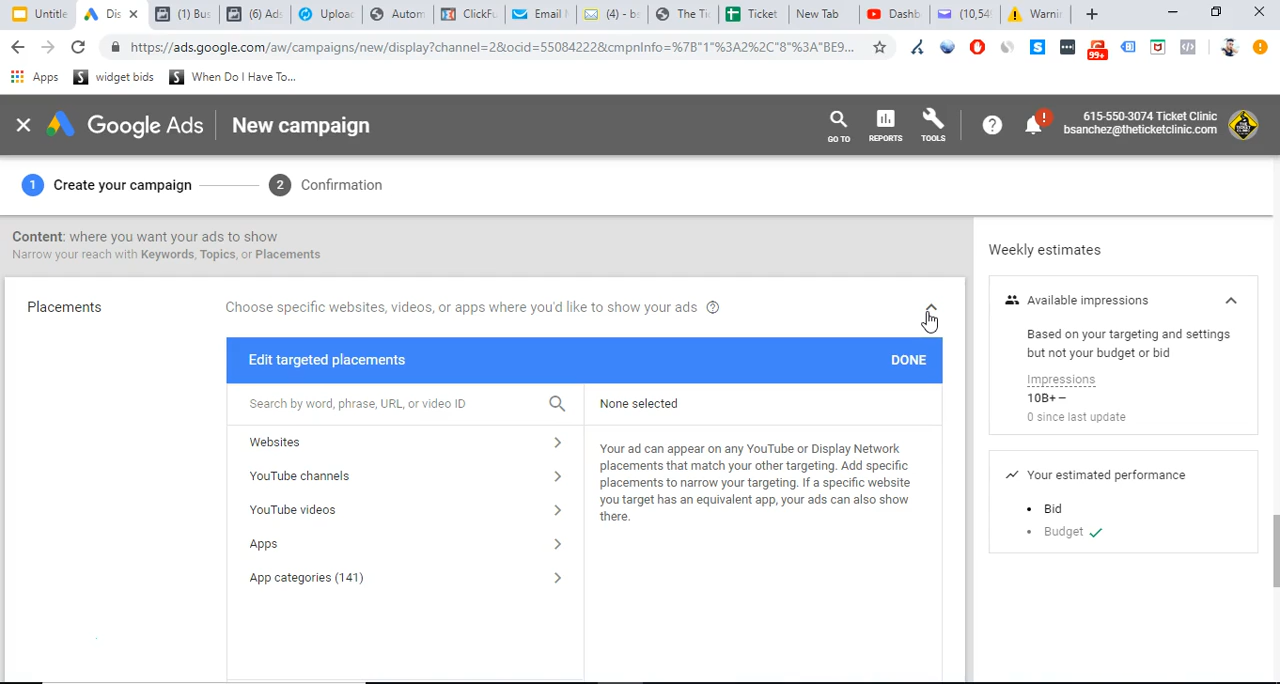 Untitle
Dis
(1) Bus
(6) Ads
Upload
Autom
ClickFu
Email M
(4) - bs
The Tic
Ticket
New Tab
Dashb
(10,549
Warnin
https://ads.google.com/aw/campaigns/new/display?channel=2&ocid=55084222&cmpnInfo=%7B"1"%3A2%2C"8"%3A"BE9...
99+
Apps
widget bids
When Do I Have To...
Google Ads
New campaign
GO TO
REPORTS
TOOLS
615-550-3074 Ticket Clinic
bsanchez@theticketclinic.com
1 Create your campaign
2 Confirmation
Content: where you want your ads to show
Narrow your reach with Keywords, Topics, or Placements
Placements
Choose specific websites, videos, or apps where you'd like to show your ads
Edit targeted placements
DONE
Search by word, phrase, URL, or video ID
None selected
Websites
YouTube channels
YouTube videos
Apps
App categories (141)
Your ad can appear on any YouTube or Display Network
placements that match your other targeting. Add specific
placements to narrow your targeting. If a specific website
you target has an equivalent app, your ads can also show
there.
Weekly estimates
Available impressions
Based on your targeting and settings
but not your budget or bid
Impressions
10B+ –
0 since last update
Your estimated performance
• Bid
• Budget